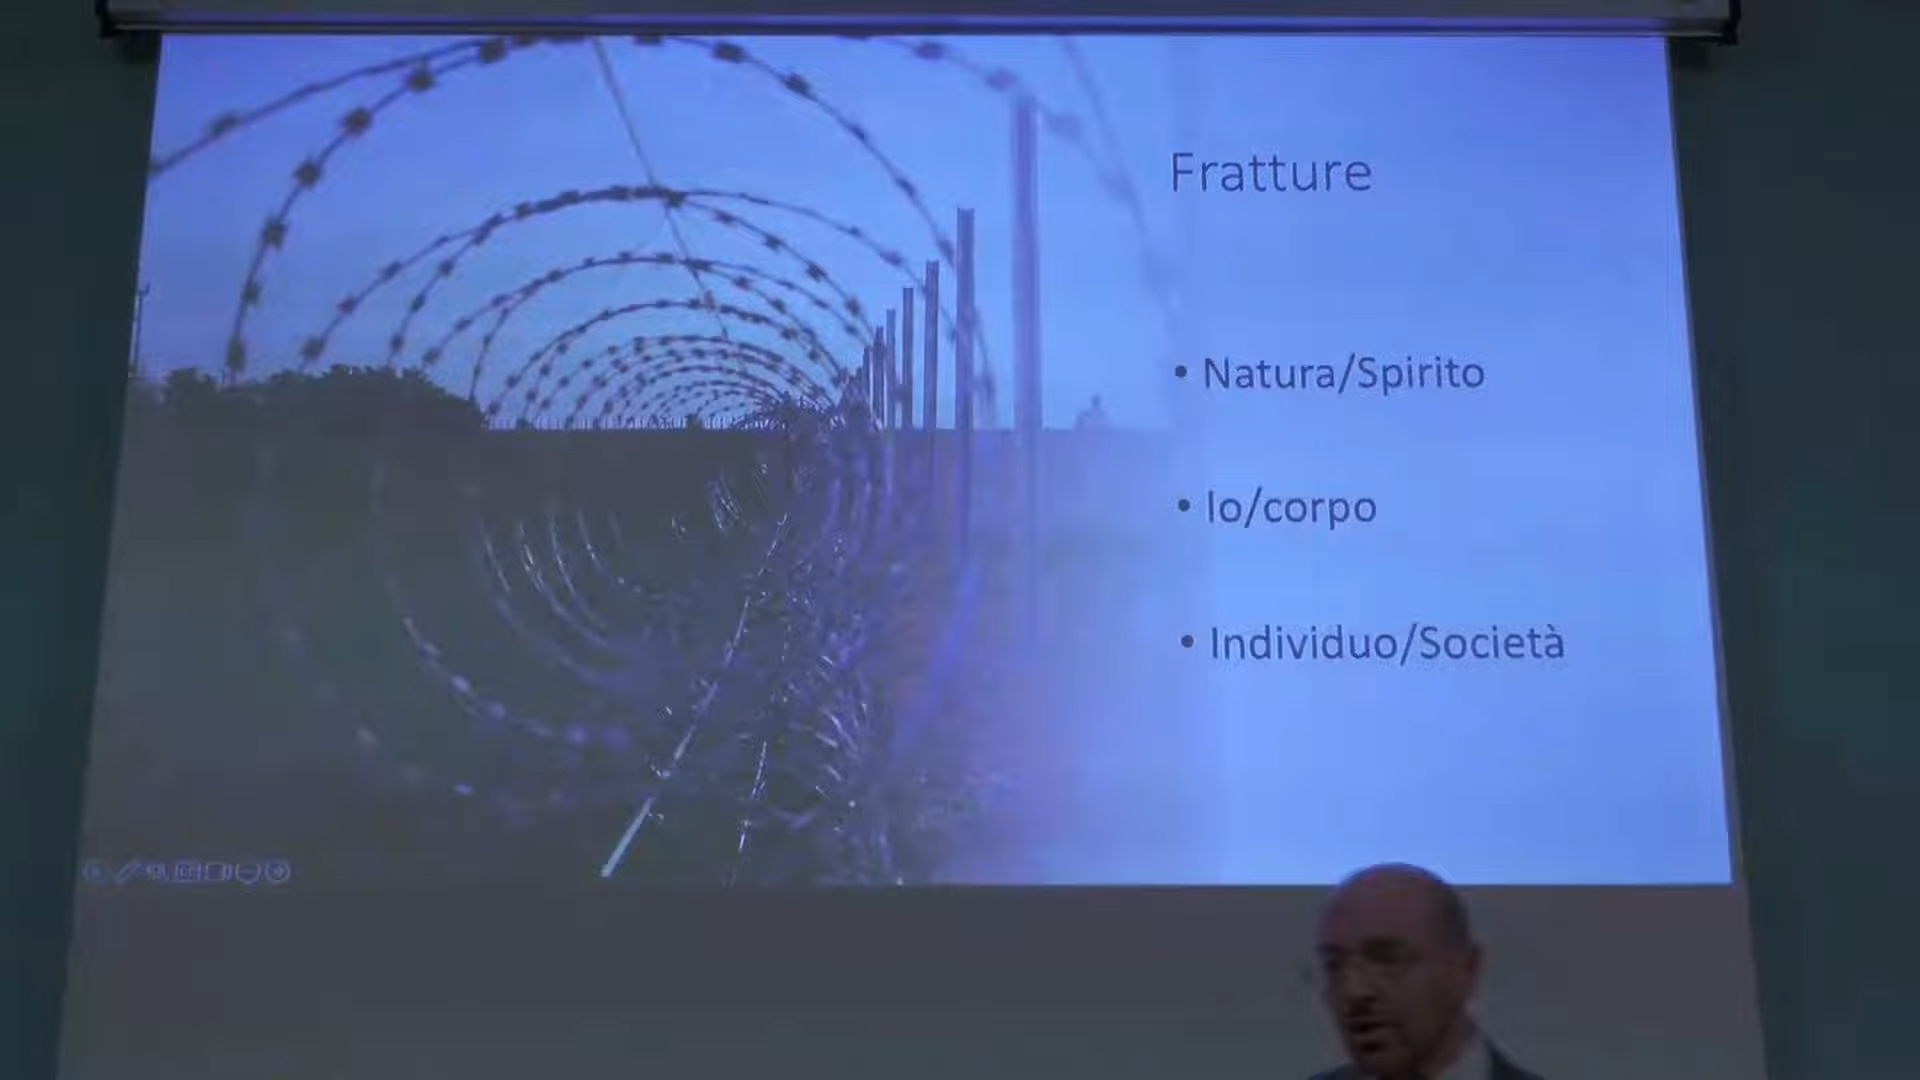 Fratture
• Natura/Spirito
• Io/corpo
• Individuo/Società